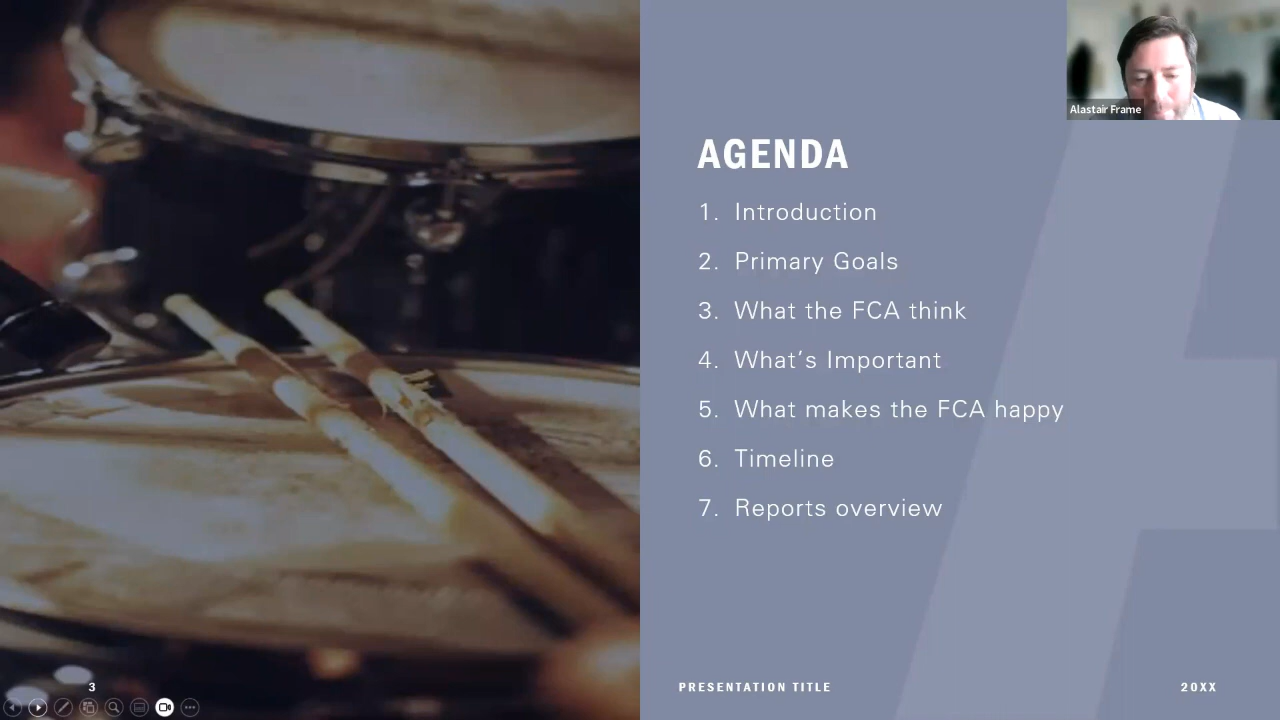 Alastair Frame
AGENDA
1. Introduction
2. Primary Goals
3. What the FCA think
4. What's Important
5. What makes the FCA happy
6. Timeline
7. Reports overview
3
PRESENTATION TITLE
20XX